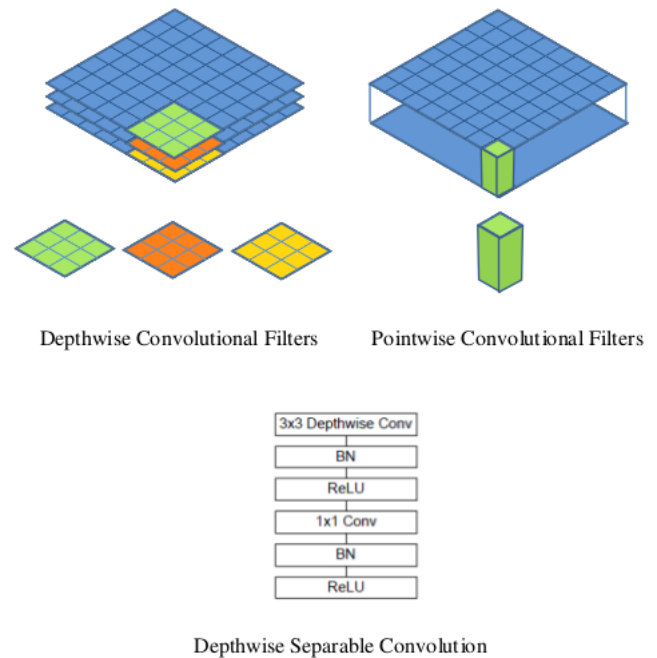 Depthwise Convolutional Filters
Pointwise Convolutional Filters
3x3 Depthwise Conv
BN
ReLU
1x1 Conv
BN
ReLU
Depthwise Separable Convolution